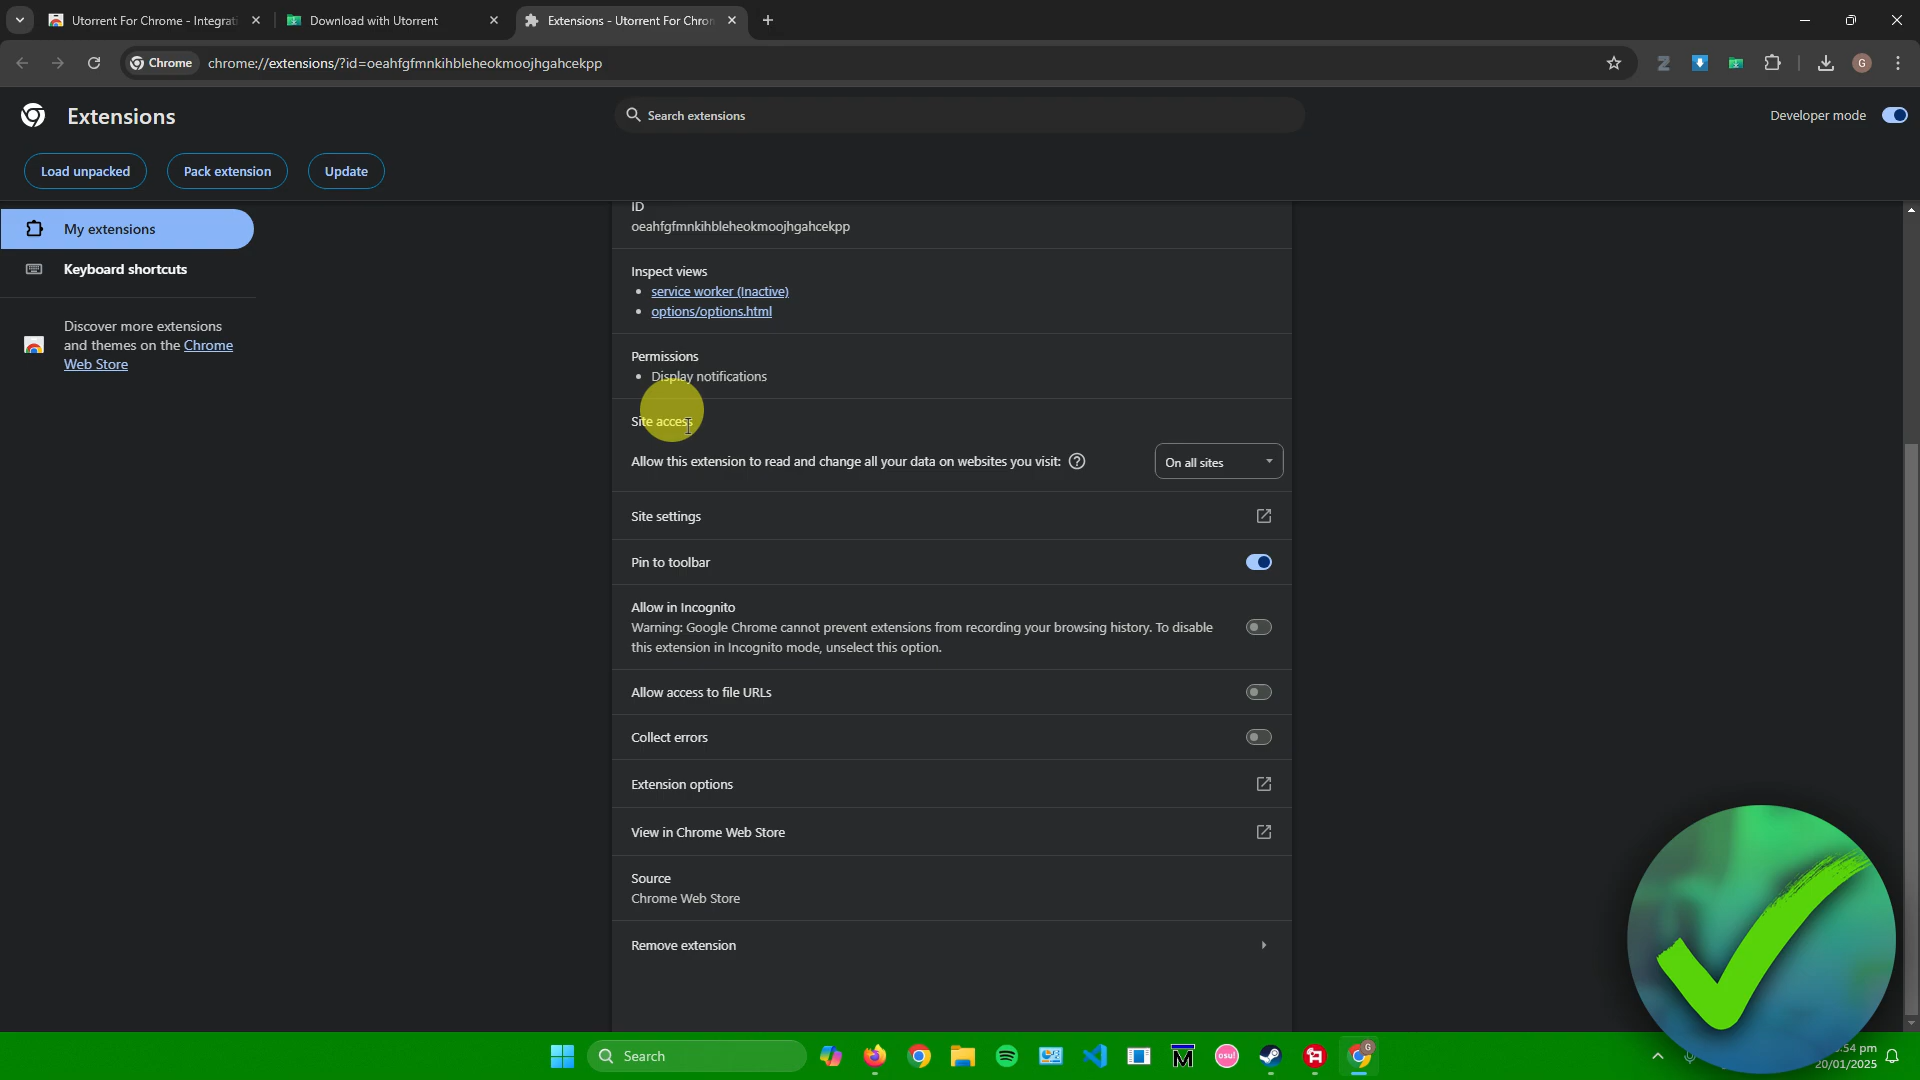 Utorrent For Chrome - Integrati
Download with Utorrent
Extensions - Utorrent For Chron
Chrome
chrome://extensions/?id=oeahfgfmnkihbleheokmoojhgahcekpp
G
Extensions
Search extensions
Developer mode
Load unpacked
Pack extension
Update
My extensions
Keyboard shortcuts
Discover more extensions
and themes on the Chrome
Web Store
ID
oeahfgfmnkihbleheokmoojhgahcekpp
Inspect views
service worker (Inactive)
options/options.html
Permissions
Display notifications
Site access
Allow this extension to read and change all your data on websites you visit:
On all sites
Site settings
Pin to toolbar
Allow in Incognito
Warning: Google Chrome cannot prevent extensions from recording your browsing history. To disable
this extension in Incognito mode, unselect this option.
Allow access to file URLs
Collect errors
Extension options
View in Chrome Web Store
Source
Chrome Web Store
Remove extension
Search
osu!
:54 pm
20/01/2025